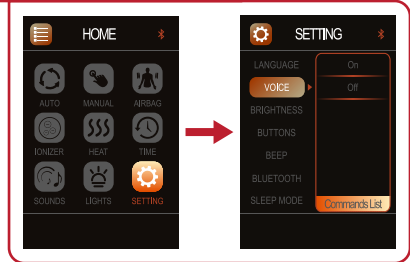 HOME
AUTO MANUAL AIRBAG
IONIZER HEAT TIME
SOUNDS LIGHTS SETTING
SETTING
LANGUAGE On
VOICE Off
BRIGHTNESS
BUTTONS
BEEP
BLUETOOTH
SLEEP MODE Commands List